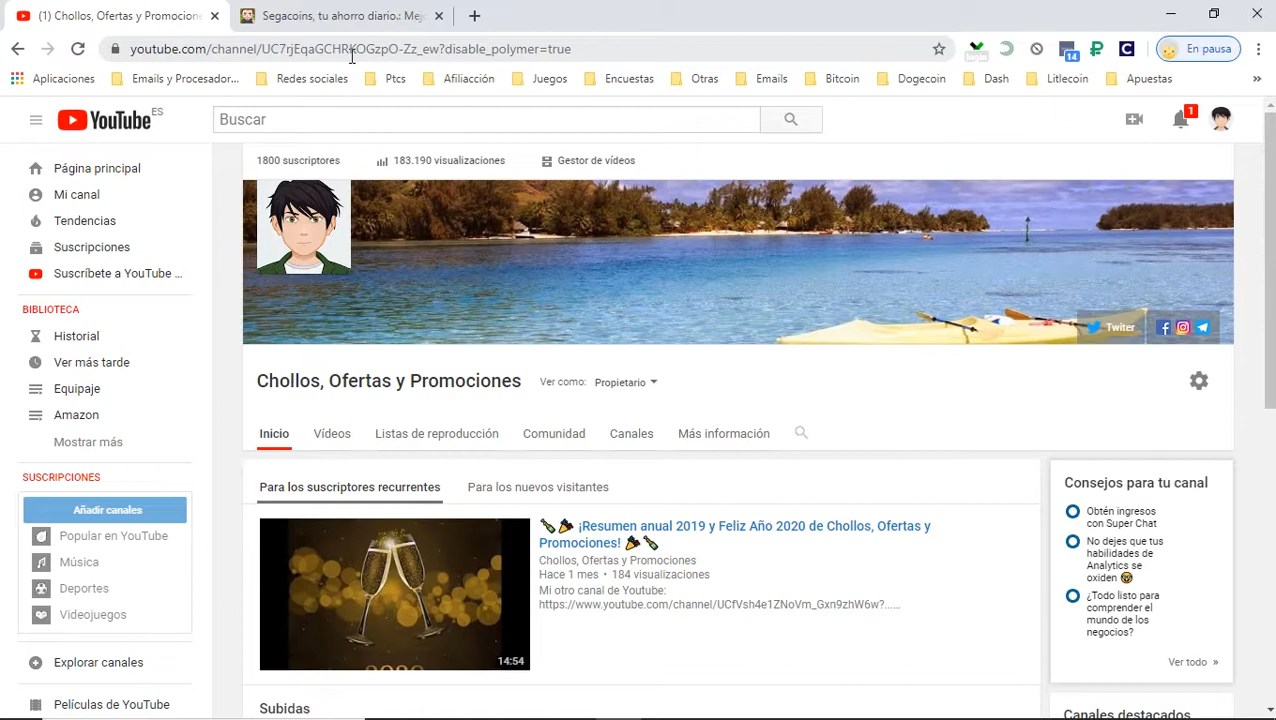 (1) Chollos, Ofertas y Promocione
Segacoins, tu ahorro diario.: Mejo
youtube.com/channel/UC7rjEqaGCHRKOGzpO-Zz_ew?disable_polymer=true
14
En pausa
Aplicaciones
Emails y Procesador...
Redes sociales
Ptcs
Afiliacción
Juegos
Encuestas
Otras
Emails
Bitcoin
Dogecoin
Dash
Litlecoin
Apuestas
YouTube ES
Buscar
1
1800 suscriptores
183.190 visualizaciones
Gestor de vídeos
Página principal
Mi canal
Tendencias
Suscripciones
Suscríbete a YouTube ...
BIBLIOTECA
Historial
Ver más tarde
Equipaje
Amazon
Mostrar más
SUSCRIPCIONES
Añadir canales
Popular en YouTube
Música
Deportes
Videojuegos
Explorar canales
Películas de YouTube
Twiter
Chollos, Ofertas y Promociones
Ver como: Propietario
Inicio
Vídeos
Listas de reproducción
Comunidad
Canales
Más información
Para los suscriptores recurrentes
Para los nuevos visitantes
¡Resumen anual 2019 y Feliz Año 2020 de Chollos, Ofertas y
Promociones!
Chollos, Ofertas y Promociones
Hace 1 mes • 184 visualizaciones
Mi otro canal de Youtube:
https://www.youtube.com/channel/UCfVsh4e1ZNoVm_Gxn9zhW6w?......
14:54
Subidas
Consejos para tu canal
Obtén ingresos
con Super Chat
No dejes que tus
habilidades de
Analytics se
oxiden
¿Todo listo para
comprender el
mundo de los
negocios?
Ver todo »
Canales destacados